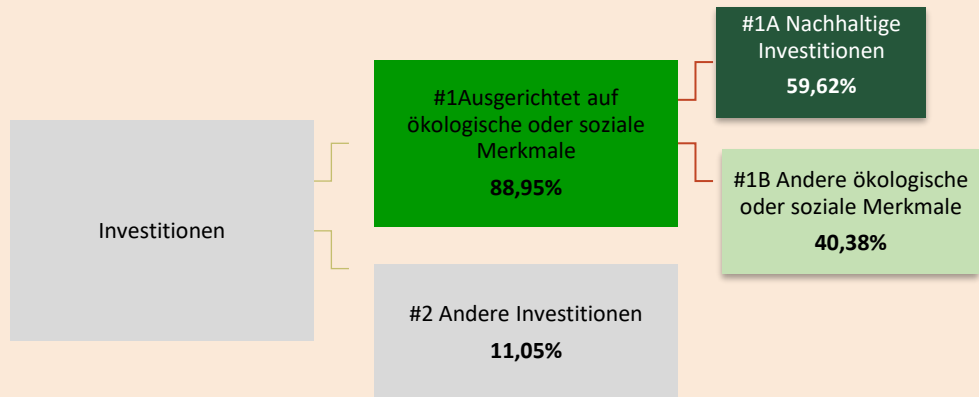 Investitionen
#1Ausgerichtet auf
ökologische oder soziale
Merkmale
88,95%
#2 Andere Investitionen
11,05%
#1A Nachhaltige
Investitionen
59,62%
#1B Andere ökologische
oder soziale Merkmale
40,38%